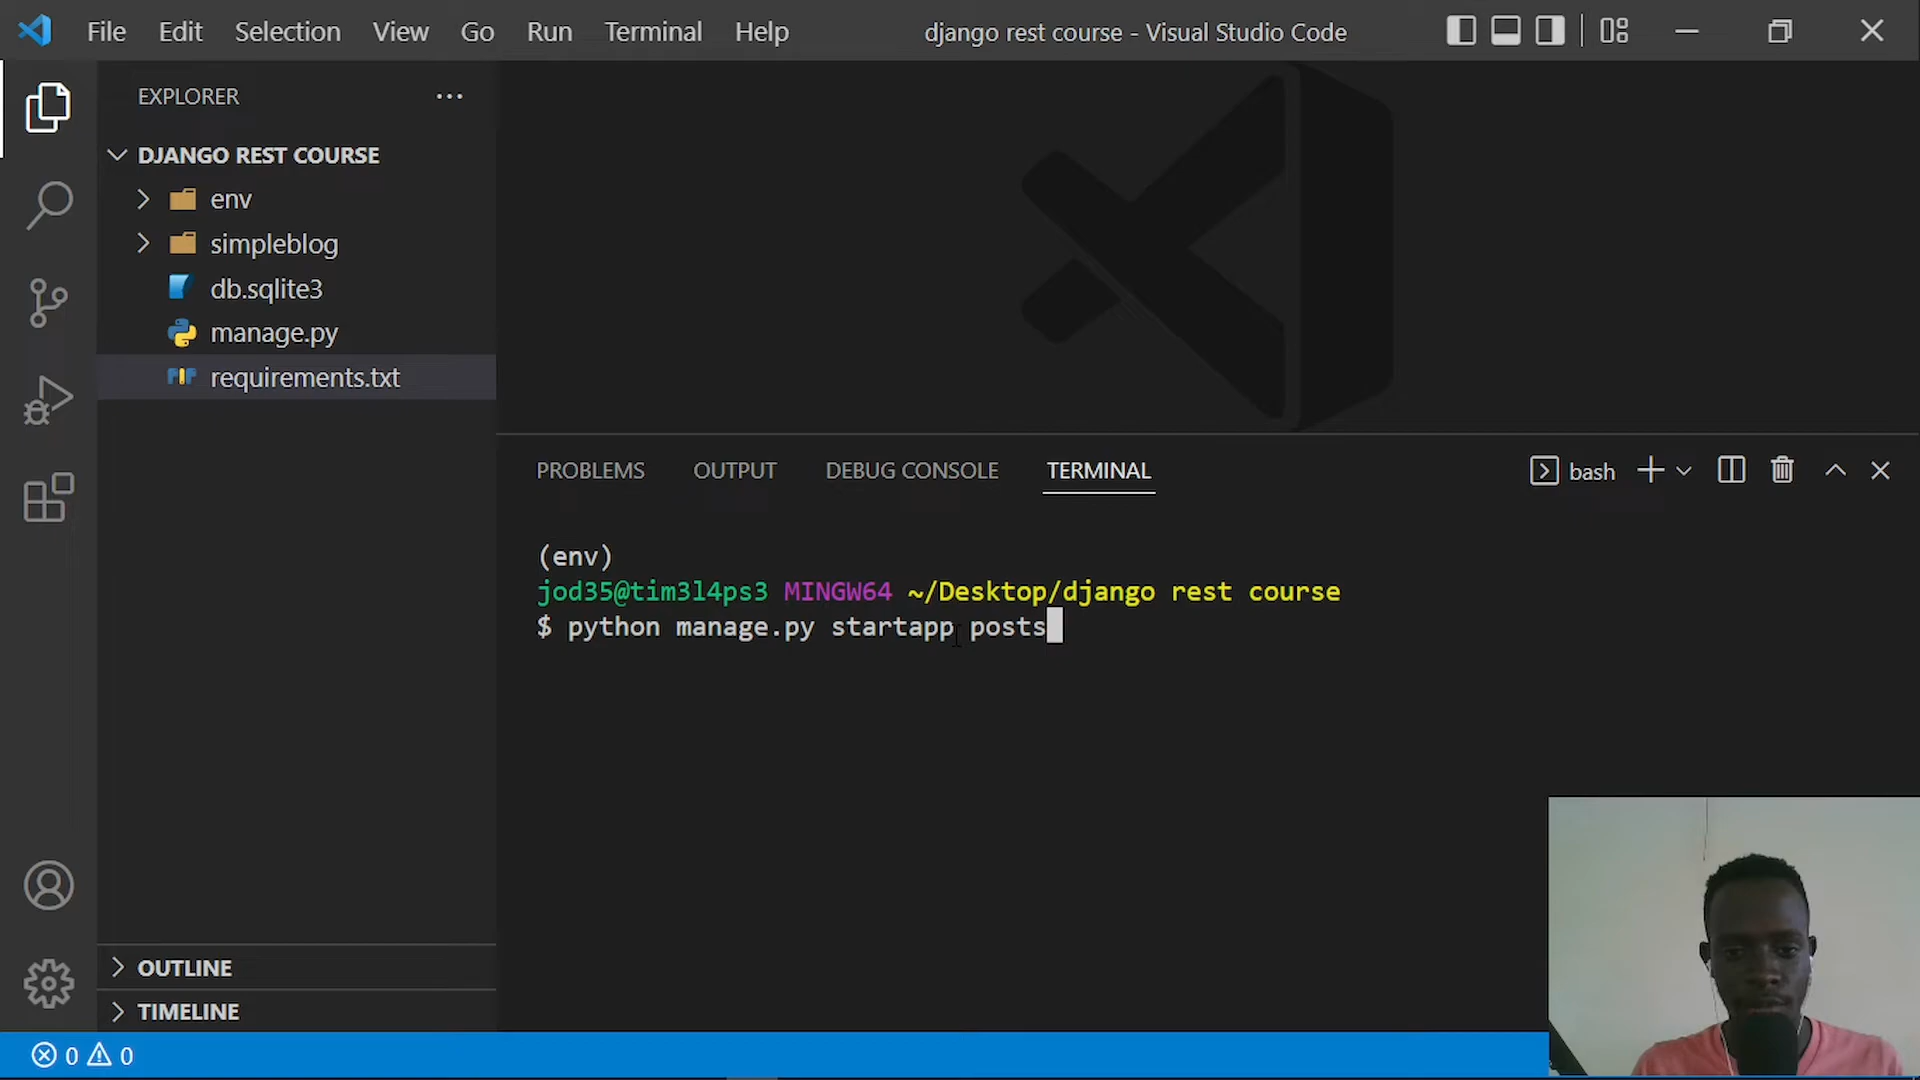 File Edit Selection View Go Run Terminal Help
django rest course - Visual Studio Code
EXPLORER
DJANGO REST COURSE
env
simpleblog
db.sqlite3
manage.py
requirements.txt
OUTLINE
TIMELINE
PROBLEMS OUTPUT DEBUG CONSOLE TERMINAL
bash
(env)
jod35@tim3l4ps3 MINGW64 ~/Desktop/django rest course
$ python manage.py startapp posts
0 0